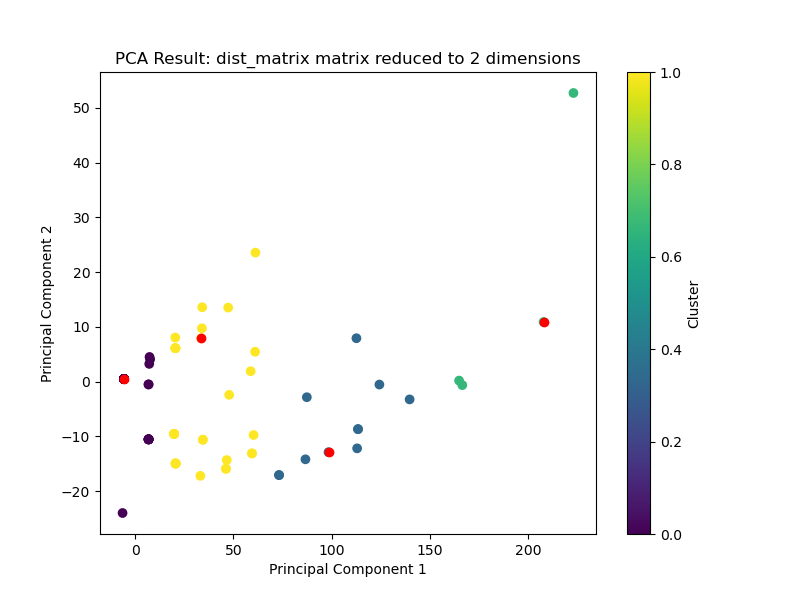 PCA Result: dist_matrix matrix reduced to 2 dimensions
50
40
30
20
10
0
−10
−20
Principal Component 2
0 50 100 150 200
Principal Component 1
1.0
0.8
0.6
0.4
0.2
0.0
Cluster